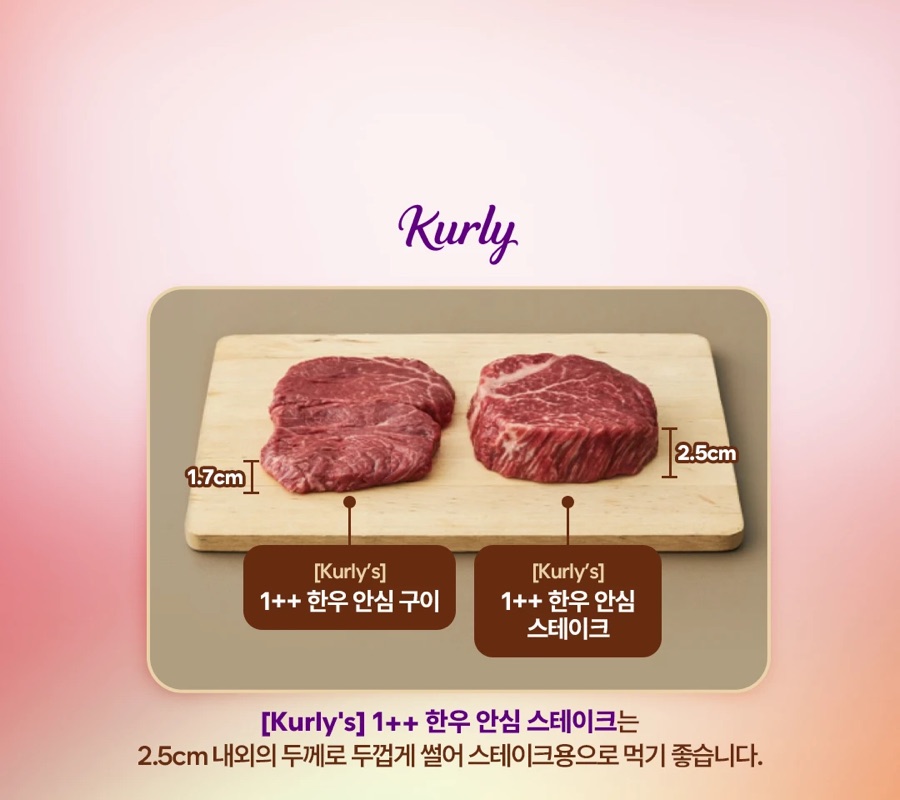 Kurly
1.7cm
2.5cm
[Kurly’s]
1++ 한우 안심 구이
[Kurly’s]
1++ 한우 안심
스테이크
[Kurly's] 1++ 한우 안심 스테이크는
2.5cm 내외의 두께로 두껍게 썰어 스테이크용으로 먹기 좋습니다.